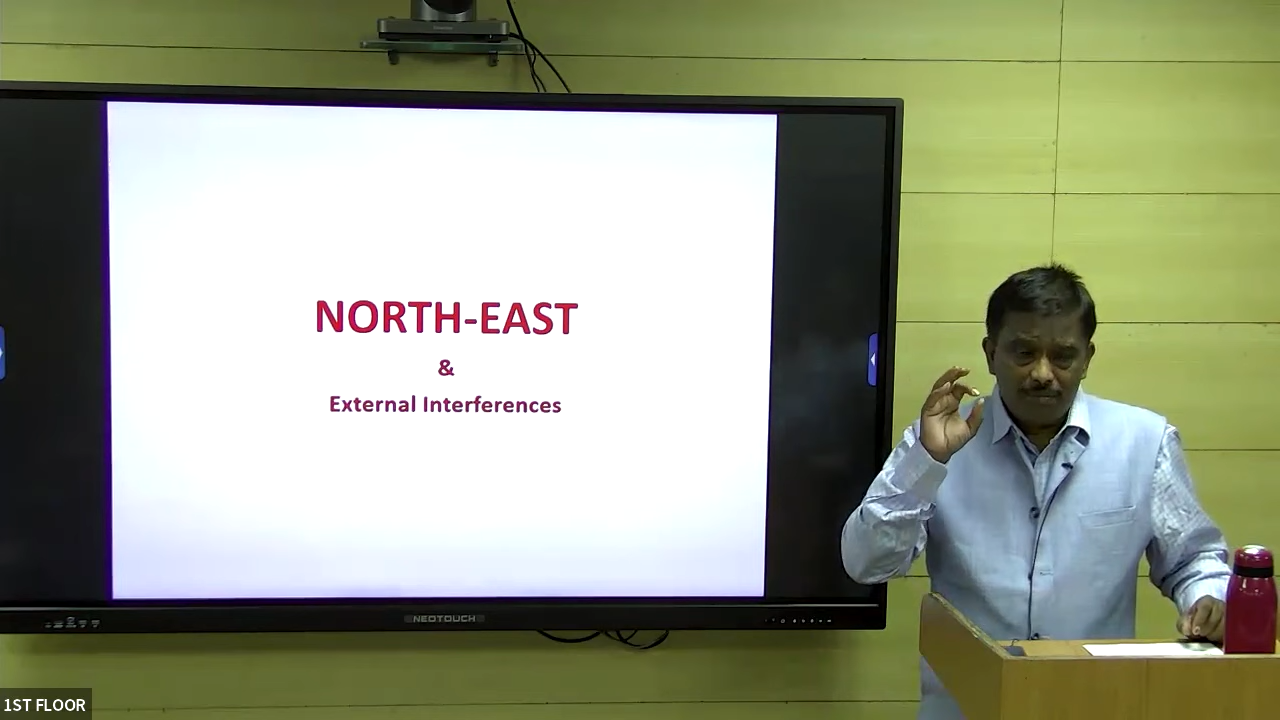 NORTH-EAST
&
External Interferences
NEOTOUCH
1ST FLOOR